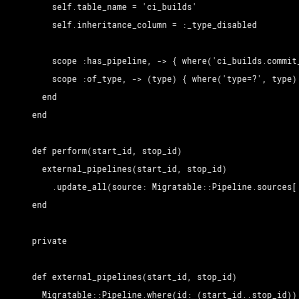 self.table_name = 'ci_builds'
self.inheritance_column = :_type_disabled
scope :has_pipeline, -> { where('ci_builds.commit_
scope :of_type, -> (type) { where('type=?', type)
end
end
def perform(start_id, stop_id)
external_pipelines(start_id, stop_id)
.update_all(source: Migratable::Pipeline.sources[
end
private
def external_pipelines(start_id, stop_id)
Migratable::Pipeline.where(id: (start_id..stop_id))